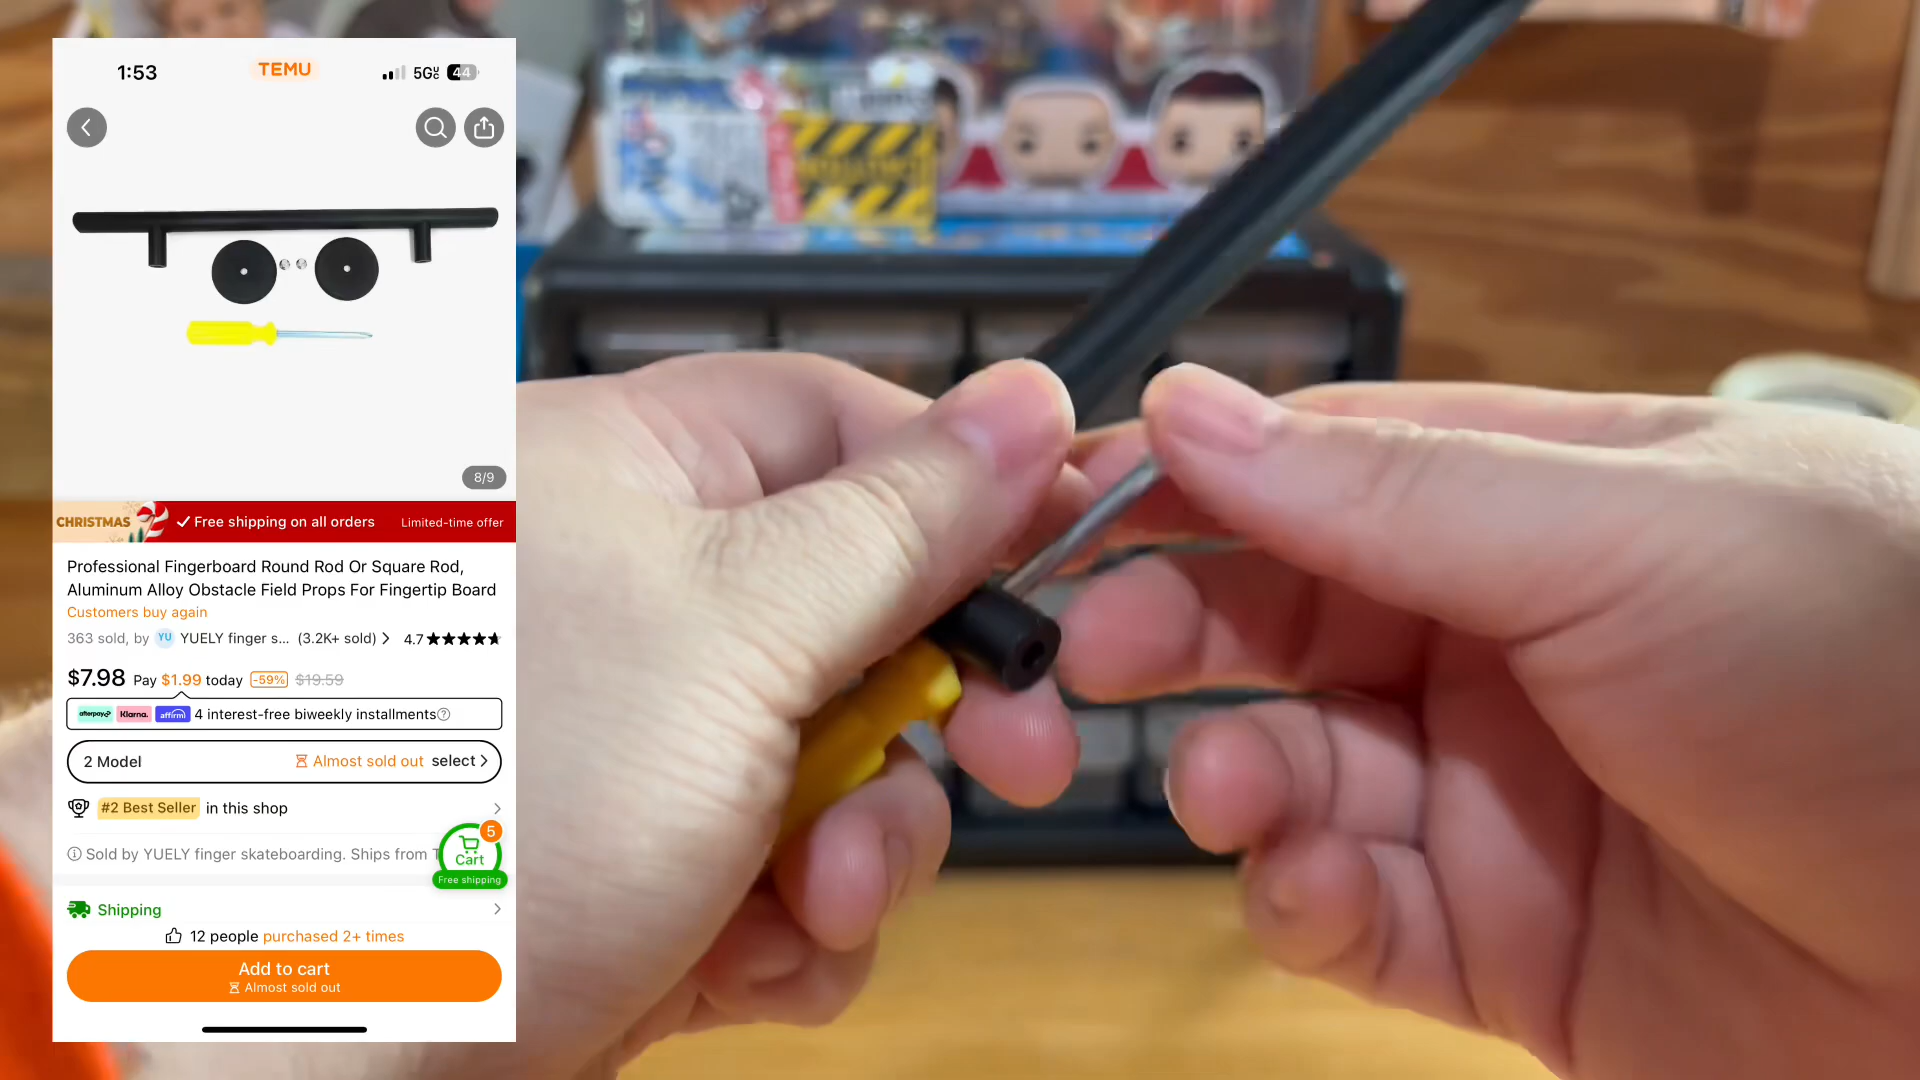 1:53
TEMU
5G
44
8/9
CHRISTMAS
Free shipping on all orders
Limited-time offer
Professional Fingerboard Round Rod Or Square Rod,
Aluminum Alloy Obstacle Field Props For Fingertip Board
Customers buy again
363 sold, by YU YUELY finger s... (3.2K+ sold) 4.7
$7.98 Pay $1.99 today -59% $19.59
afterpay Klarna. affirm 4 interest-free biweekly installments
2 Model Almost sold out select
#2 Best Seller in this shop
5
Sold by YUELY finger skateboarding. Ships from
Cart
Free shipping
Shipping
12 people purchased 2+ times
Add to cart
Almost sold out